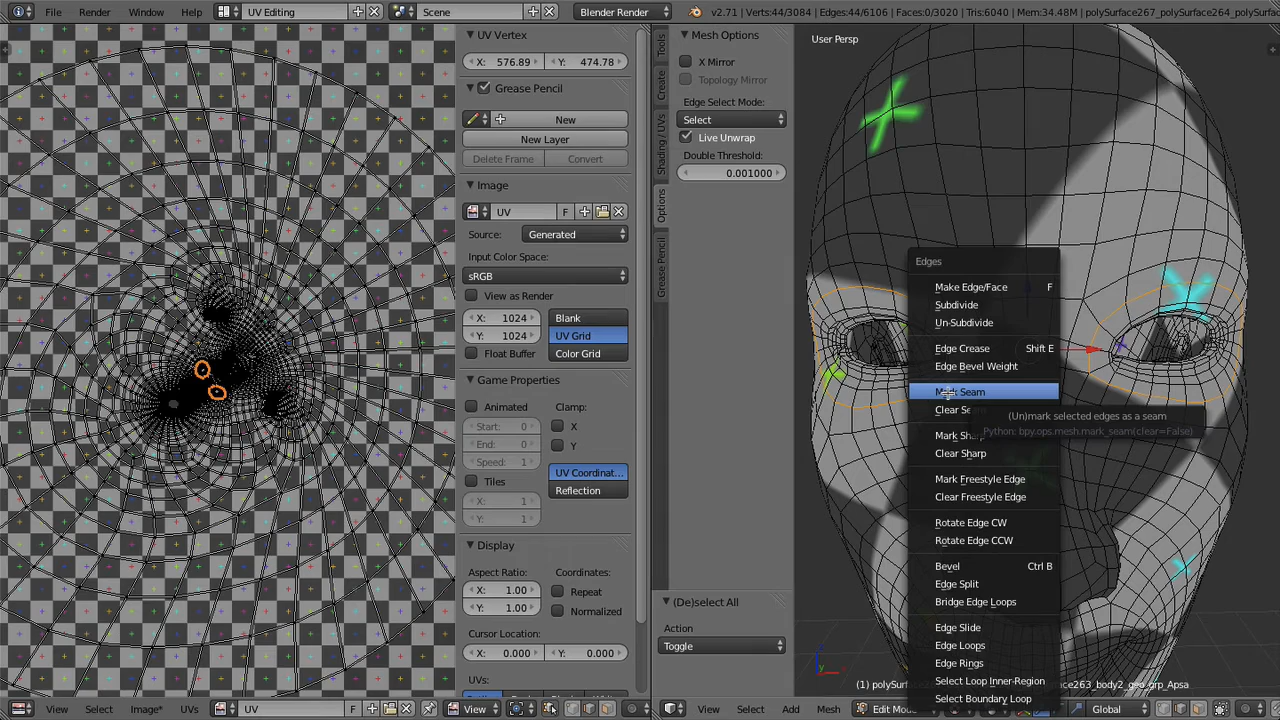 File Render Window Help UV Editing Scene Blender Render v2.71 | Verts:44/3084 | Edges:44/6106 | Faces:0/3020 | Tris:6040 | Mem:34.48M | polySurface267_polySurface264_polySurfa
UV Vertex
X: 576.89 Y: 474.78
Grease Pencil
New
New Layer
Delete Frame Convert
Image
UV F
Source: Generated
Input Color Space:
sRGB
View as Render
X: 1024 Blank
Y: 1024 UV Grid
Float Buffer Color Grid
Game Properties
Animated Clamp:
Start: 0 X
End: 0 Y
Speed: 1
Tiles UV Coordinat...
X: 1 Reflection
Y: 1
Display
Aspect Ratio: Coordinates:
X: 1.00 Repeat
Y: 1.00 Normalized
Cursor Location:
X: 0.000 Y: 0.000
UVs:
View Select Image* UVs UV F View
Tools
Create
Shading / UVs
Options
Grease Pencil
Mesh Options
X Mirror
Topology Mirror
Edge Select Mode:
Select
Live Unwrap
Double Threshold:
0.001000
(De)select All
Action
Toggle
User Persp
Edges
Make Edge/Face F
Subdivide
Un-Subdivide
Edge Crease Shift E
Edge Bevel Weight
Mark Seam
Clear Se
(Un)mark selected edges as a seam
Python: bpy.ops.mesh.mark_seam(clear=False)
Mark Sharp
Clear Sharp
Mark Freestyle Edge
Clear Freestyle Edge
Rotate Edge CW
Rotate Edge CCW
Bevel Ctrl B
Edge Split
Bridge Edge Loops
Edge Slide
Edge Loops
Edge Rings
Select Loop Inner-Region
Select Boundary Loop
(1) polySurf face263_body2_geo_grp_Apsa
View Select Add Mesh Edit Mode Global